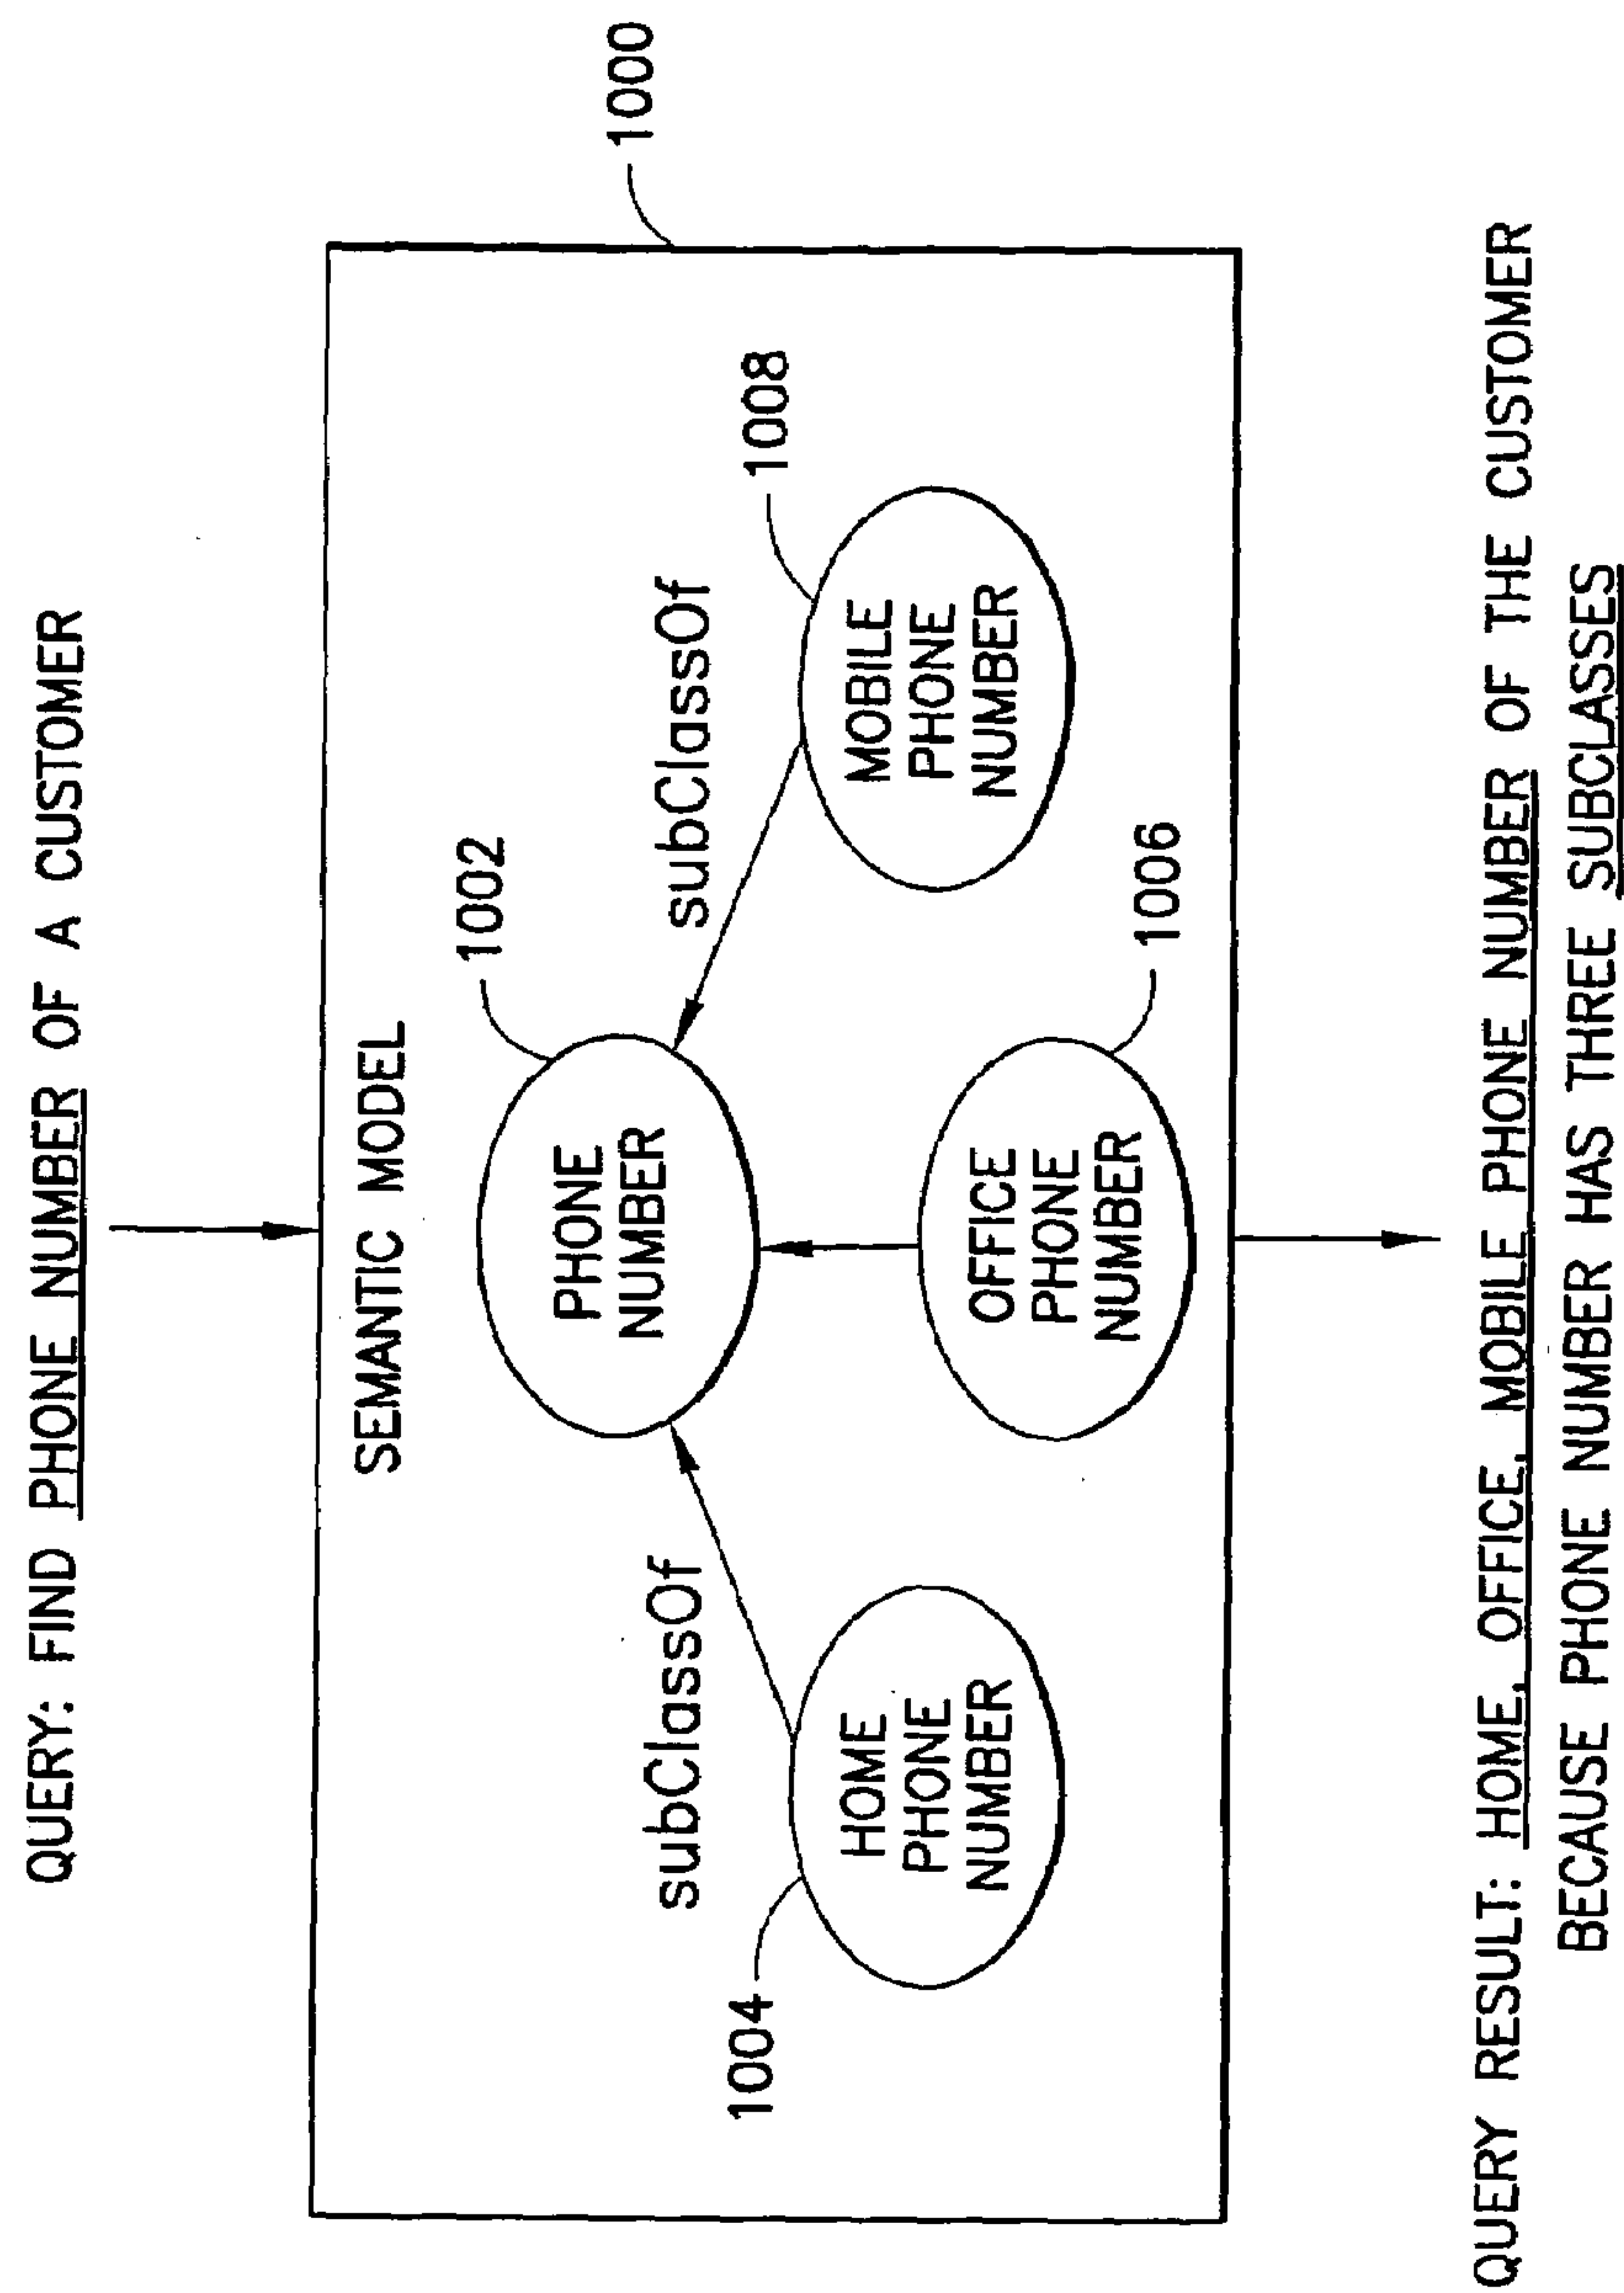 QUERY: FIND PHONE NUMBER OF A CUSTOMER
1000
SEMANTIC MODEL
1002
PHONE
NUMBER
subClassOf
subClassOf
1008
1004
HOME
PHONE
NUMBER
MOBILE
PHONE
NUMBER
OFFICE
PHONE
NUMBER
1006
QUERY RESULT: HOME, OFFICE, MOBILE PHONE NUMBER OF THE CUSTOMER
BECAUSE PHONE NUMBER HAS THREE SUBCLASSES